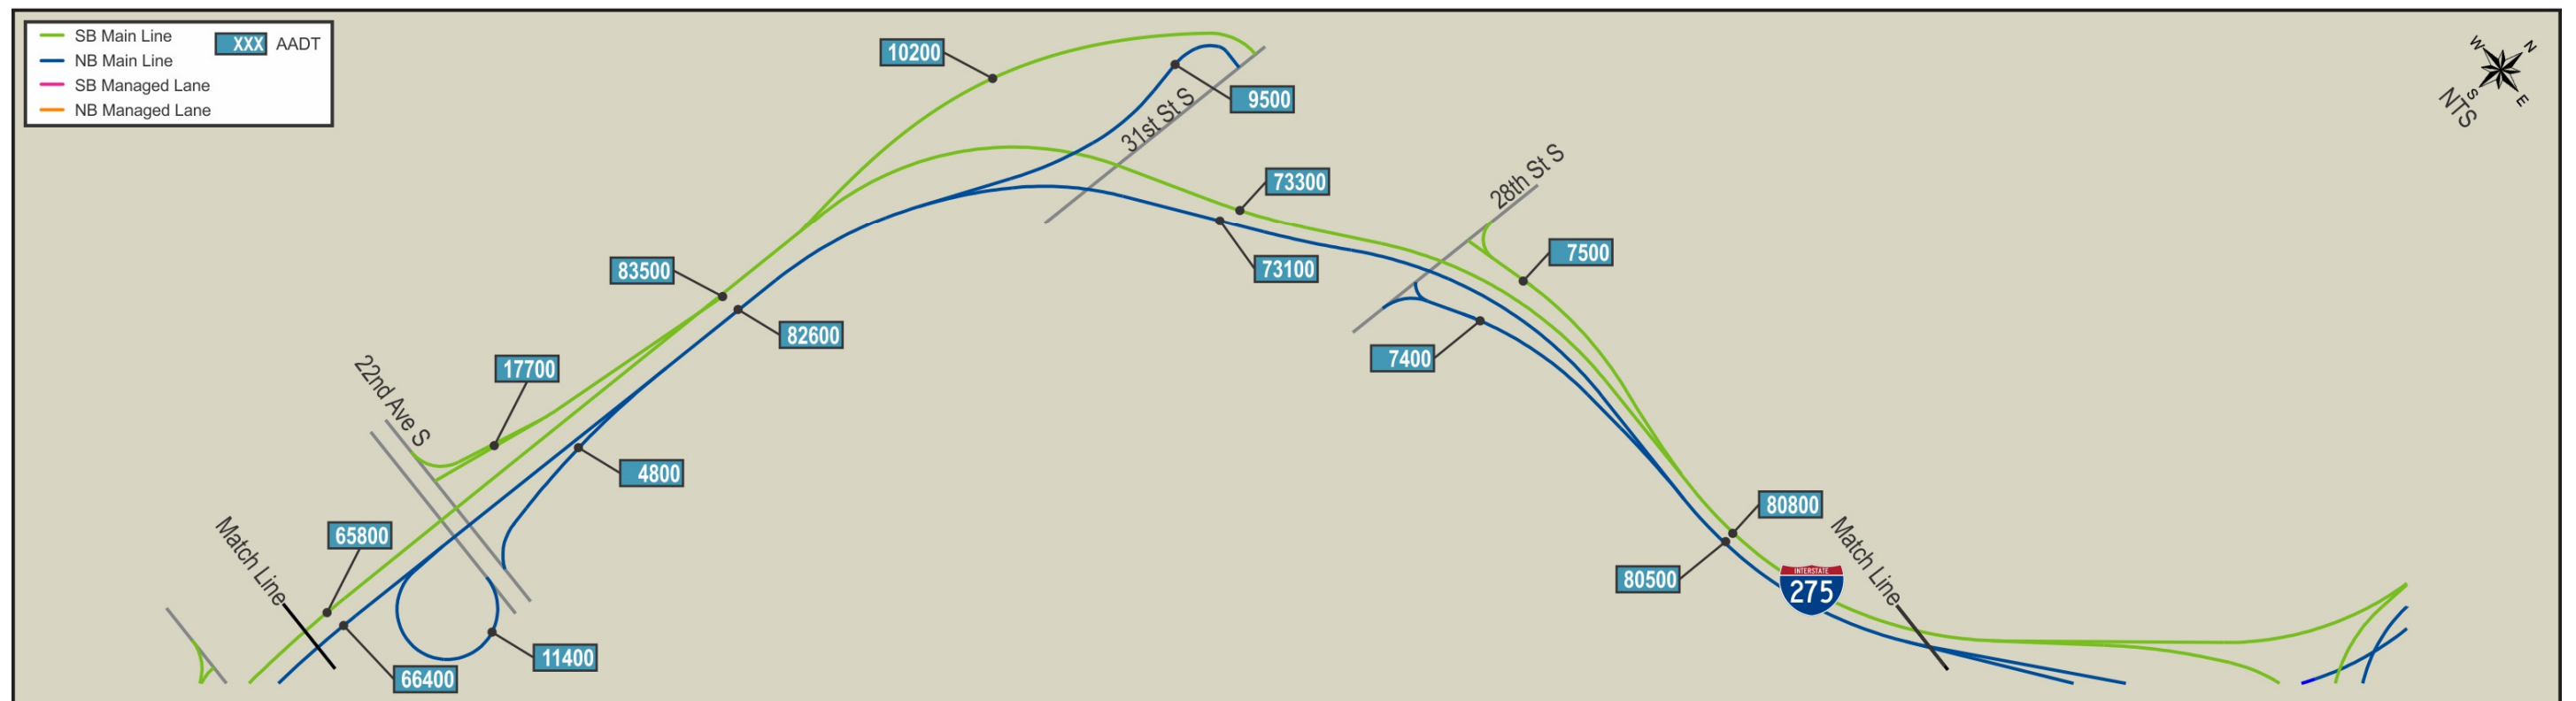 SB Main Line
XXX AADT
NB Main Line
SB Managed Lane
NB Managed Lane
W
N
S
E
NTS
10200
9500
31st St S
28th St S
73300
7500
83500
73100
82600
7400
22nd Ave S
17700
4800
80800
Match Line
65800
Match Line
80500
INTERSTATE
275
11400
66400